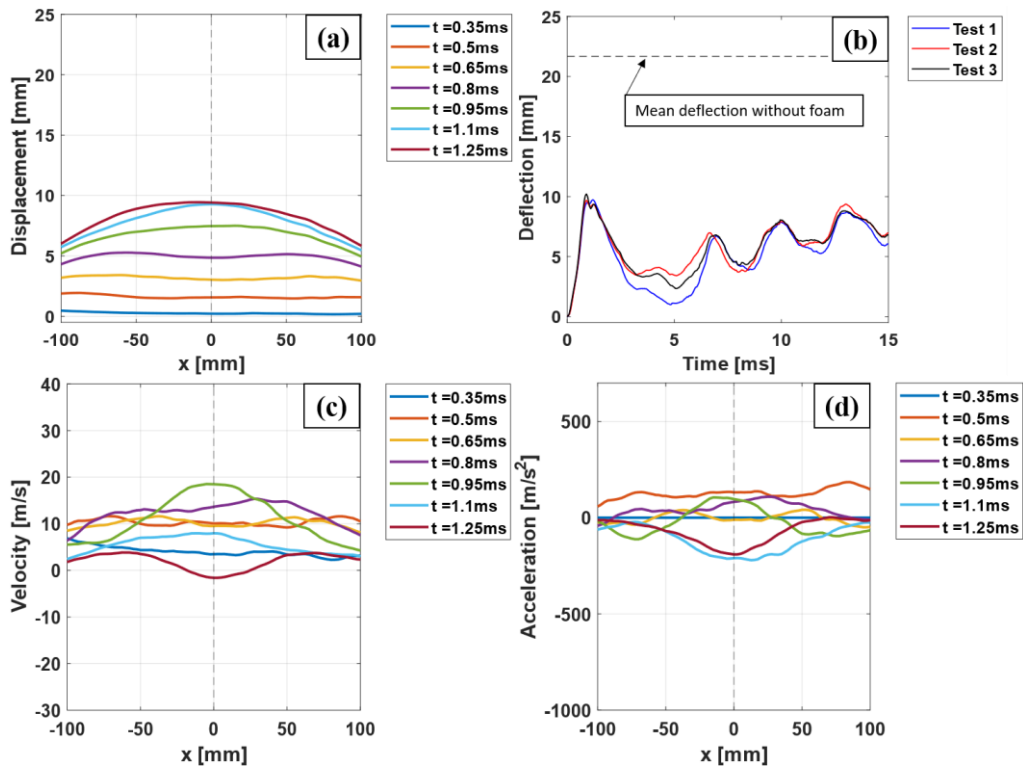 (a)
25
20
15
10
5
0
Displacement [mm]
-100 -50 0 50 100
x [mm]
t =0.35ms
t =0.5ms
t =0.65ms
t =0.8ms
t =0.95ms
t =1.1ms
t =1.25ms
(b)
25
20
15
10
5
0
Deflection [mm]
Mean deflection without foam
0 5 10 15
Time [ms]
Test 1
Test 2
Test 3
(c)
40
30
20
10
0
-10
-20
-30
Velocity [m/s]
-100 -50 0 50 100
x [mm]
t =0.35ms
t =0.5ms
t =0.65ms
t =0.8ms
t =0.95ms
t =1.1ms
t =1.25ms
(d)
500
0
-500
-1000
Acceleration [m/s²]
-100 -50 0 50 100
x [mm]
t =0.35ms
t =0.5ms
t =0.65ms
t =0.8ms
t =0.95ms
t =1.1ms
t =1.25ms